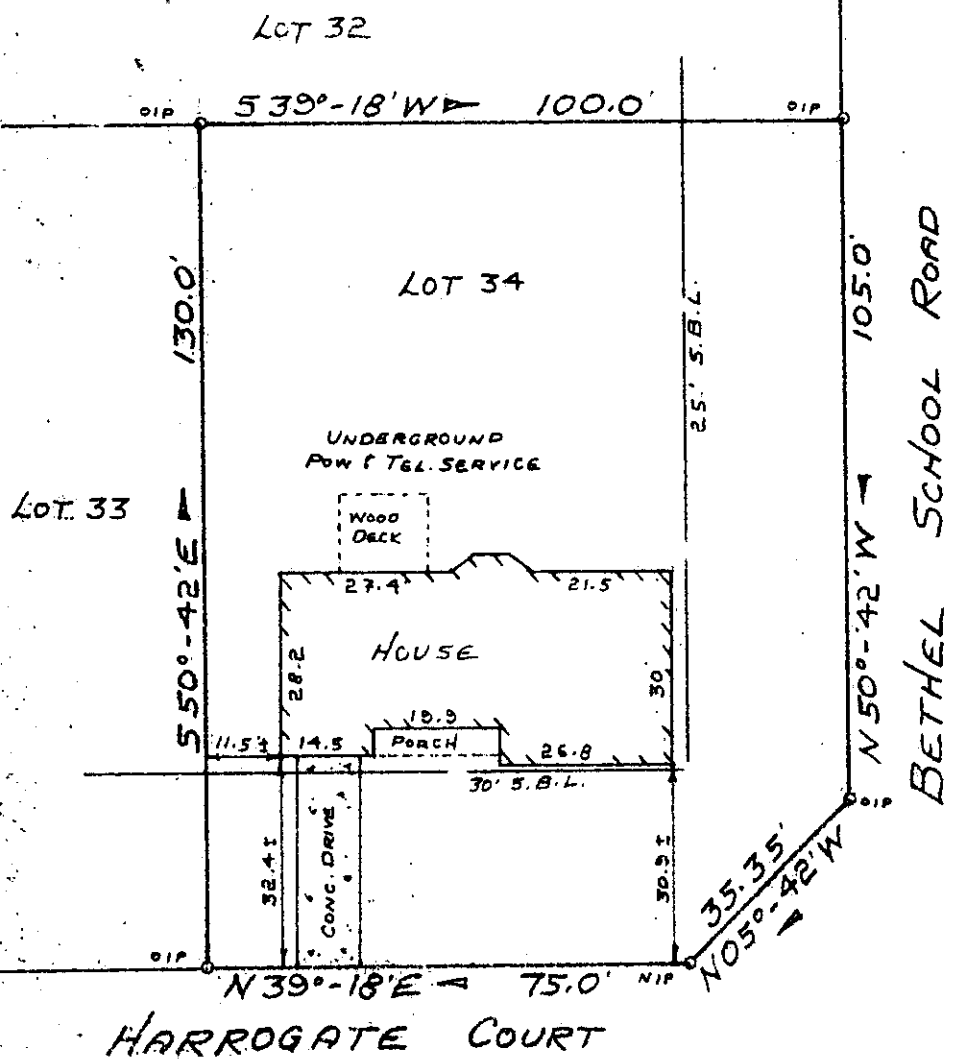 LOT 32
OIP S 39°-18' W 100.0' OIP
130.0'
LOT 34
105.0'
25.' S.B.L.
BETHEL SCHOOL ROAD
UNDERGROUND
POW & TEL. SERVICE
LOT 33
S 50°-42' E
WOOD
DECK
N 50°-42' W
27.4 21.5
HOUSE
28.2
30
19.9
PORCH
11.5± 14.5
26.8
30' S.B.L.
OIP
32.4±
CONC. DRIVE
30.9±
35.35'
N 05°-42' W
OIP
N 39°-18' E 75.0' NIP
HARROGATE COURT